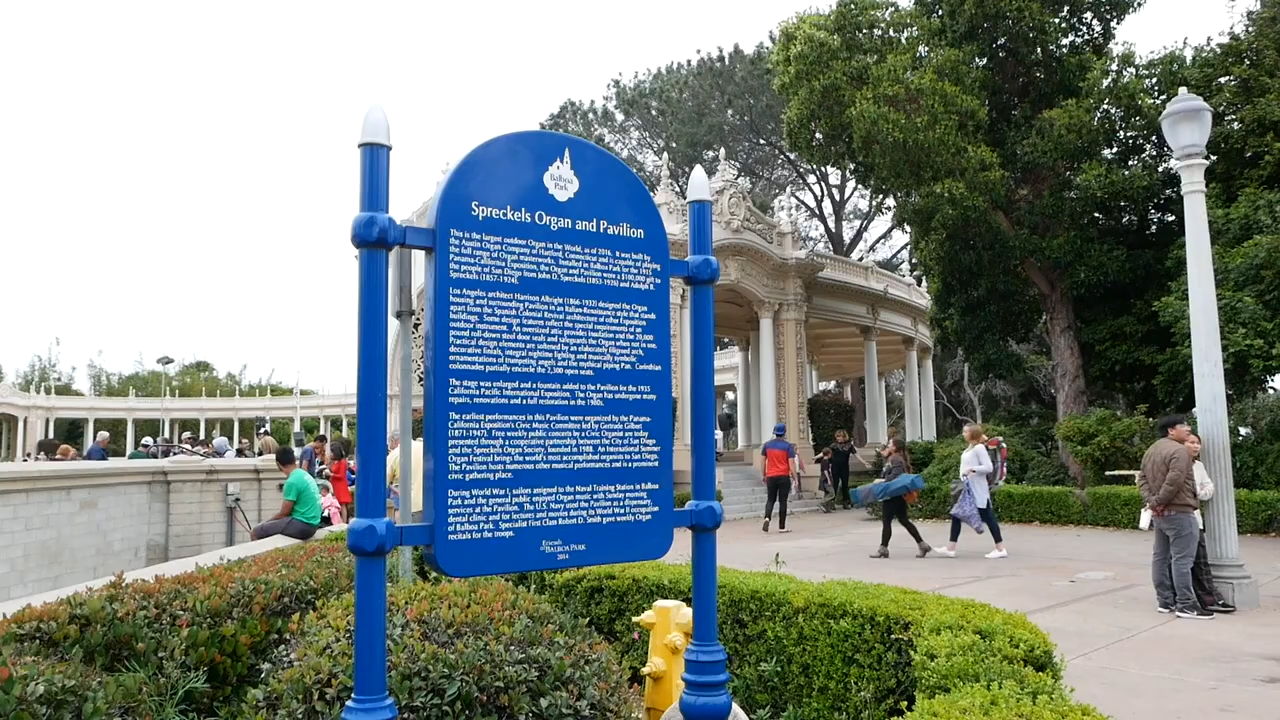 Balboa
Park
Spreckels Organ and Pavilion
This is the largest outdoor Organ in the World, as of 2016. It was built by
the Austin Organ Company of Hartford, Connecticut and is capable of playing
the full range of Organ masterworks. Installed in Balboa Park for the 1915
Panama-California Exposition, the Organ and Pavilion were a $100,000 gift to
the people of San Diego from John D. Spreckels (1853-1926) and Adolph B.
Spreckels (1857-1924).
Los Angeles architect Harrison Albright (1866-1932) designed the Organ
housing and surrounding Pavilion in an Italian-Renaissance style that stands
apart from the Spanish Colonial Revival architecture of other Exposition
buildings. Some design features reflect the special requirements of an
outdoor instrument. An oversized attic provides insulation and the 20,000
pound roll-down steel door seals and safeguards the Organ when not in use.
Practical design elements are softened by an elaborately filigreed arch,
decorative finials, integral nighttime lighting and musically symbolic
ornamentations of trumpeting angels and the mythical piping Pan. Corinthian
colonnades partially encircle the 2,300 open seats.
The stage was enlarged and a fountain added to the Pavilion for the 1935
California Pacific International Exposition. The Organ has undergone many
repairs, renovations and a full restoration in the 1980s.
The earliest performances in this Pavilion were organized by the Panama-
California Exposition's Civic Music Committee led by Gertrude Gilbert
(1871-1947). Free weekly public concerts by a Civic Organist are today
presented through a cooperative partnership between the City of San Diego
and the Spreckels Organ Society, founded in 1988. An International Summer
Organ Festival brings the world's most accomplished organists to San Diego.
The Pavilion hosts numerous other musical performances and is a prominent
civic gathering place.
During World War I, sailors assigned to the Naval Training Station in Balboa
Park and the general public enjoyed Organ music with Sunday morning
services at the Pavilion. The U.S. Navy used the Pavilion as a dispensary,
dental clinic and for lectures and movies during its World War II occupation
of Balboa Park. Specialist First Class Robert D. Smith gave weekly Organ
recitals for the troops.
Friends
of BALBOA PARK
2014